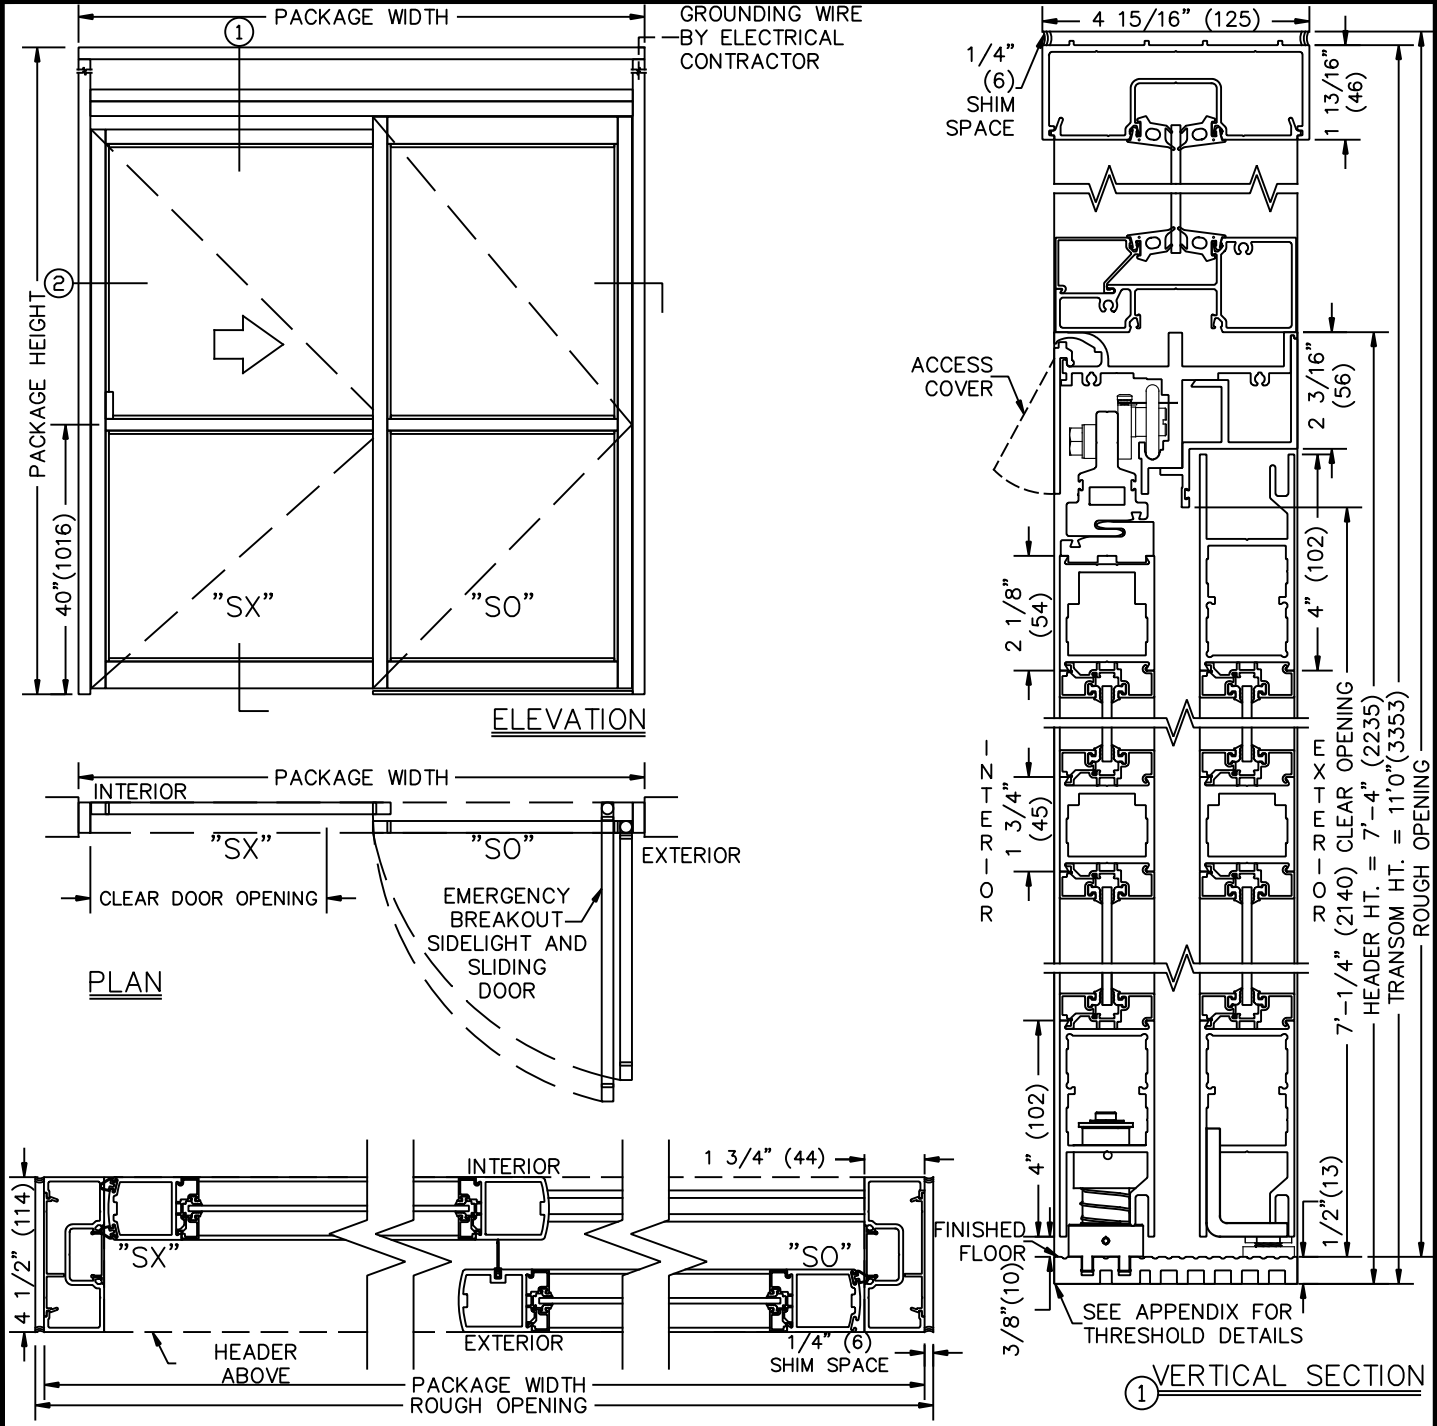 PACKAGE WIDTH
1
GROUNDING WIRE
BY ELECTRICAL
CONTRACTOR
2
PACKAGE HEIGHT
40"(1016)
"SX"
"SO"
ELEVATION
PACKAGE WIDTH
INTERIOR
"SX"
"SO"
EXTERIOR
CLEAR DOOR OPENING
EMERGENCY
BREAKOUT
SIDELIGHT AND
SLIDING
DOOR
PLAN
4 1/2" (114)
INTERIOR
1 3/4" (44)
"SX"
"SO"
EXTERIOR
1/4" (6)
SHIM SPACE
HEADER
ABOVE
PACKAGE WIDTH
ROUGH OPENING
4 15/16" (125)
1/4"
(6)
SHIM
SPACE
1 13/16"
(46)
ACCESS
COVER
2 3/16"
(56)
4" (102)
2 1/8"
(54)
INTERIOR
1 3/4"
(45)
EXTERIOR
7'-1/4" (2140) CLEAR OPENING
HEADER HT. = 7'-4" (2235)
TRANSOM HT. = 11'0"(3353)
ROUGH OPENING
4" (102)
FINISHED
FLOOR
3/8"(10)
1/2"(13)
SEE APPENDIX FOR
THRESHOLD DETAILS
1
VERTICAL SECTION